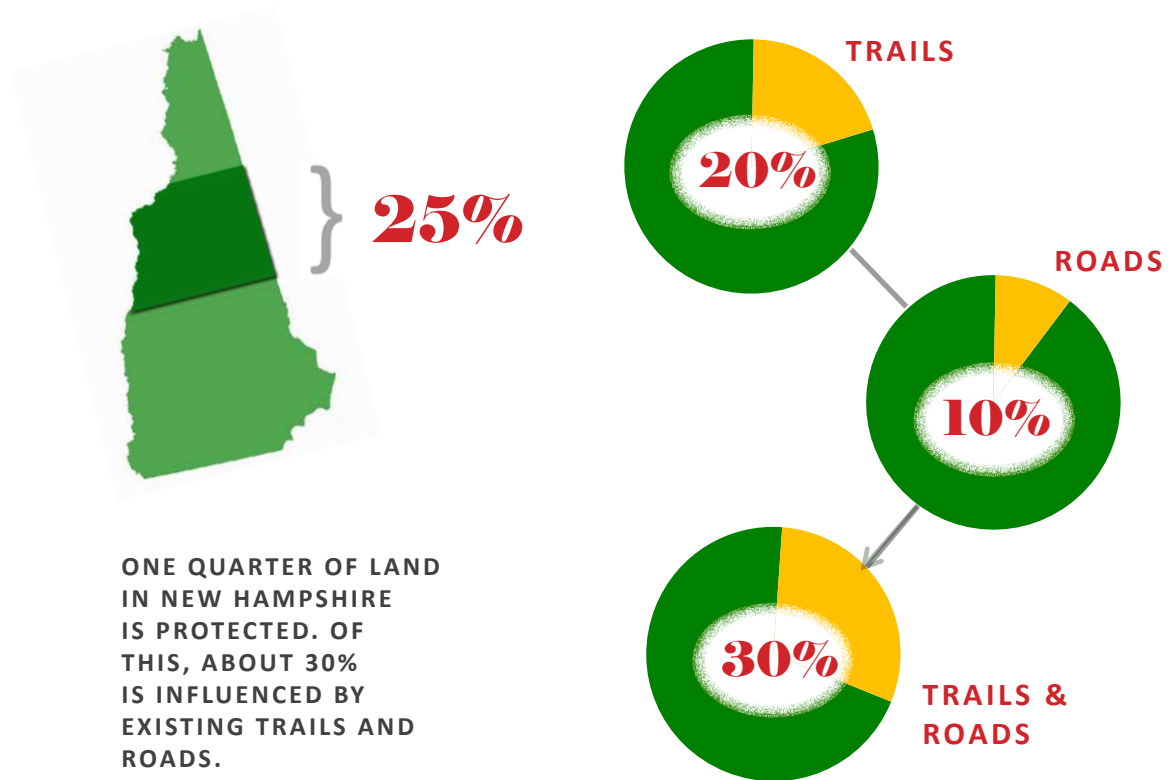 TRAILS
20%
25%
ROADS
10%
ONE QUARTER OF LAND
IN NEW HAMPSHIRE
IS PROTECTED. OF
THIS, ABOUT 30%
IS INFLUENCED BY
EXISTING TRAILS AND
ROADS.
30%
TRAILS &
ROADS